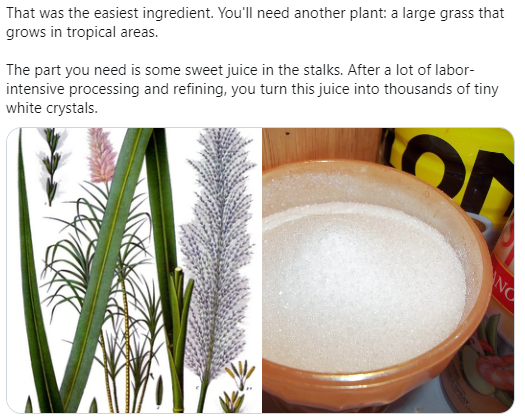 That was the easiest ingredient. You'll need another plant: a large grass that
grows in tropical areas.
The part you need is some sweet juice in the stalks. After a lot of labor-
intensive processing and refining, you turn this juice into thousands of tiny
white crystals.